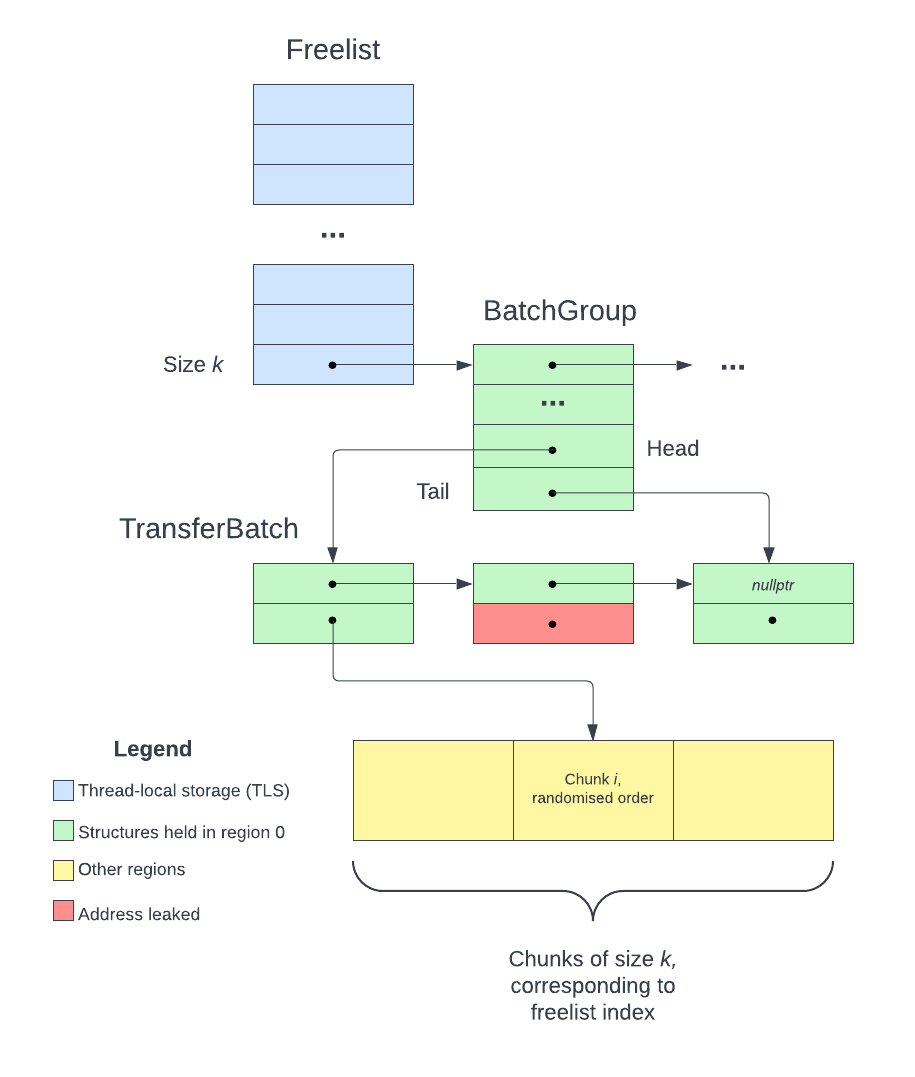 Freelist
...
BatchGroup
Size k
...
...
Head
Tail
TransferBatch
nullptr
Legend
Thread-local storage (TLS)
Structures held in region 0
Other regions
Address leaked
Chunk i,
randomised order
Chunks of size k,
corresponding to
freelist index